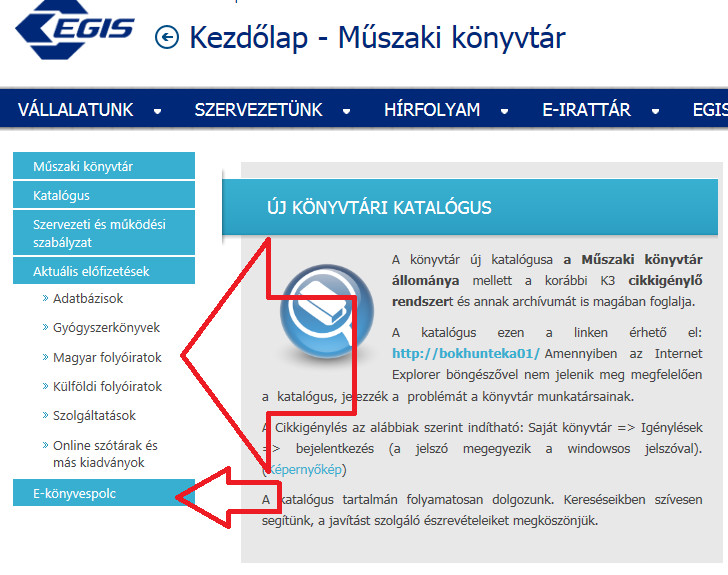 EGIS
Kezdőlap - Műszaki könyvtár
VÁLLALATUNK
SZERVEZETÜNK
HÍRFOLYAM
E-IRATTÁR
EGIS
Műszaki könyvtár
Katalógus
Szervezeti és működési
szabályzat
Aktuális előfizetések
» Adatbázisok
» Gyógyszerkönyvek
» Magyar folyóiratok
» Külföldi folyóiratok
» Szolgáltatások
» Online szótárak és
más kiadványok
E-könyvespolc
ÚJ KÖNYVTÁRI KATALÓGUS
A könyvtár új katalógusa a Műszaki könyvtár
állománya mellett a korábbi K3 cikkigénylő
rendszert és annak archívumát is magában foglalja.
A katalógus ezen a linken érhető el:
http://bokhunteka01/ Amennyiben az Internet
Explorer böngészővel nem jelenik meg megfelelően
a katalógus, jelezzék a problémát a könyvtár munkatársainak.
A Cikkigénylés az alábbiak szerint indítható: Saját könyvtár => Igénylések
=> bejelentkezés (a jelszó megegyezik a windowsos jelszóval).
(Képernyőkép)
A katalógus tartalmán folyamatosan dolgozunk. Kereséseikben szívesen
segítünk, a javítást szolgáló észrevételeiket megköszönjük.